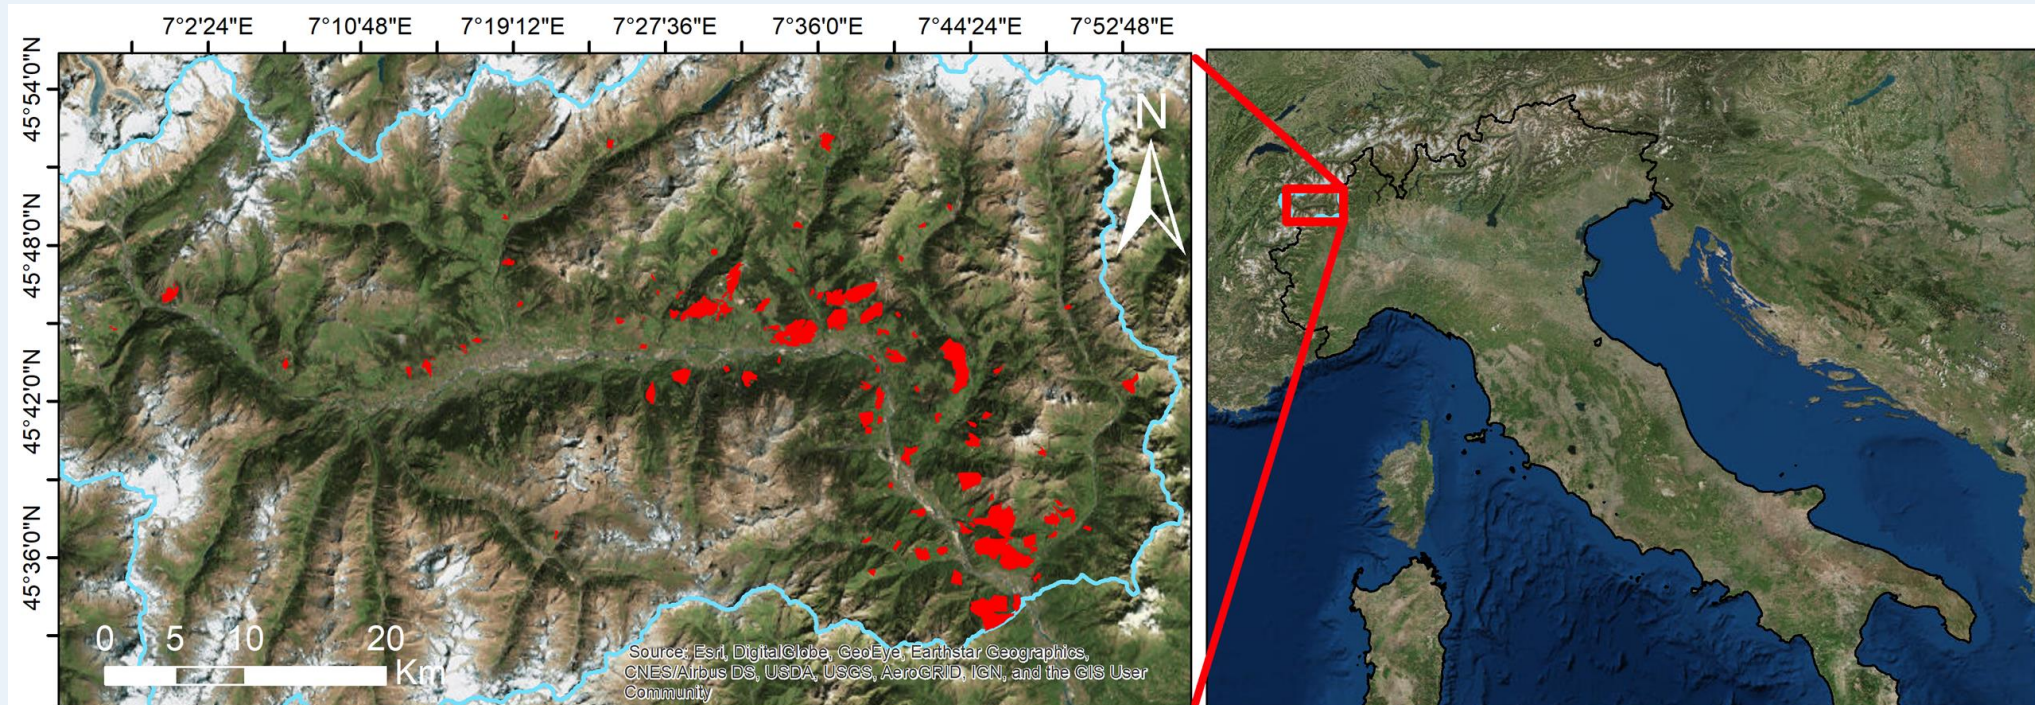 7°2'24"E 7°10'48"E 7°19'12"E 7°27'36"E 7°36'0"E 7°44'24"E 7°52'48"E
45°54'0"N
45°48'0"N
45°42'0"N
45°36'0"N
N
0 5 10 20
Km
Source: Esri, DigitalGlobe, GeoEye, Earthstar Geographics,
CNES/Airbus DS, USDA, USGS, AeroGRID, IGN, and the GIS User
Community